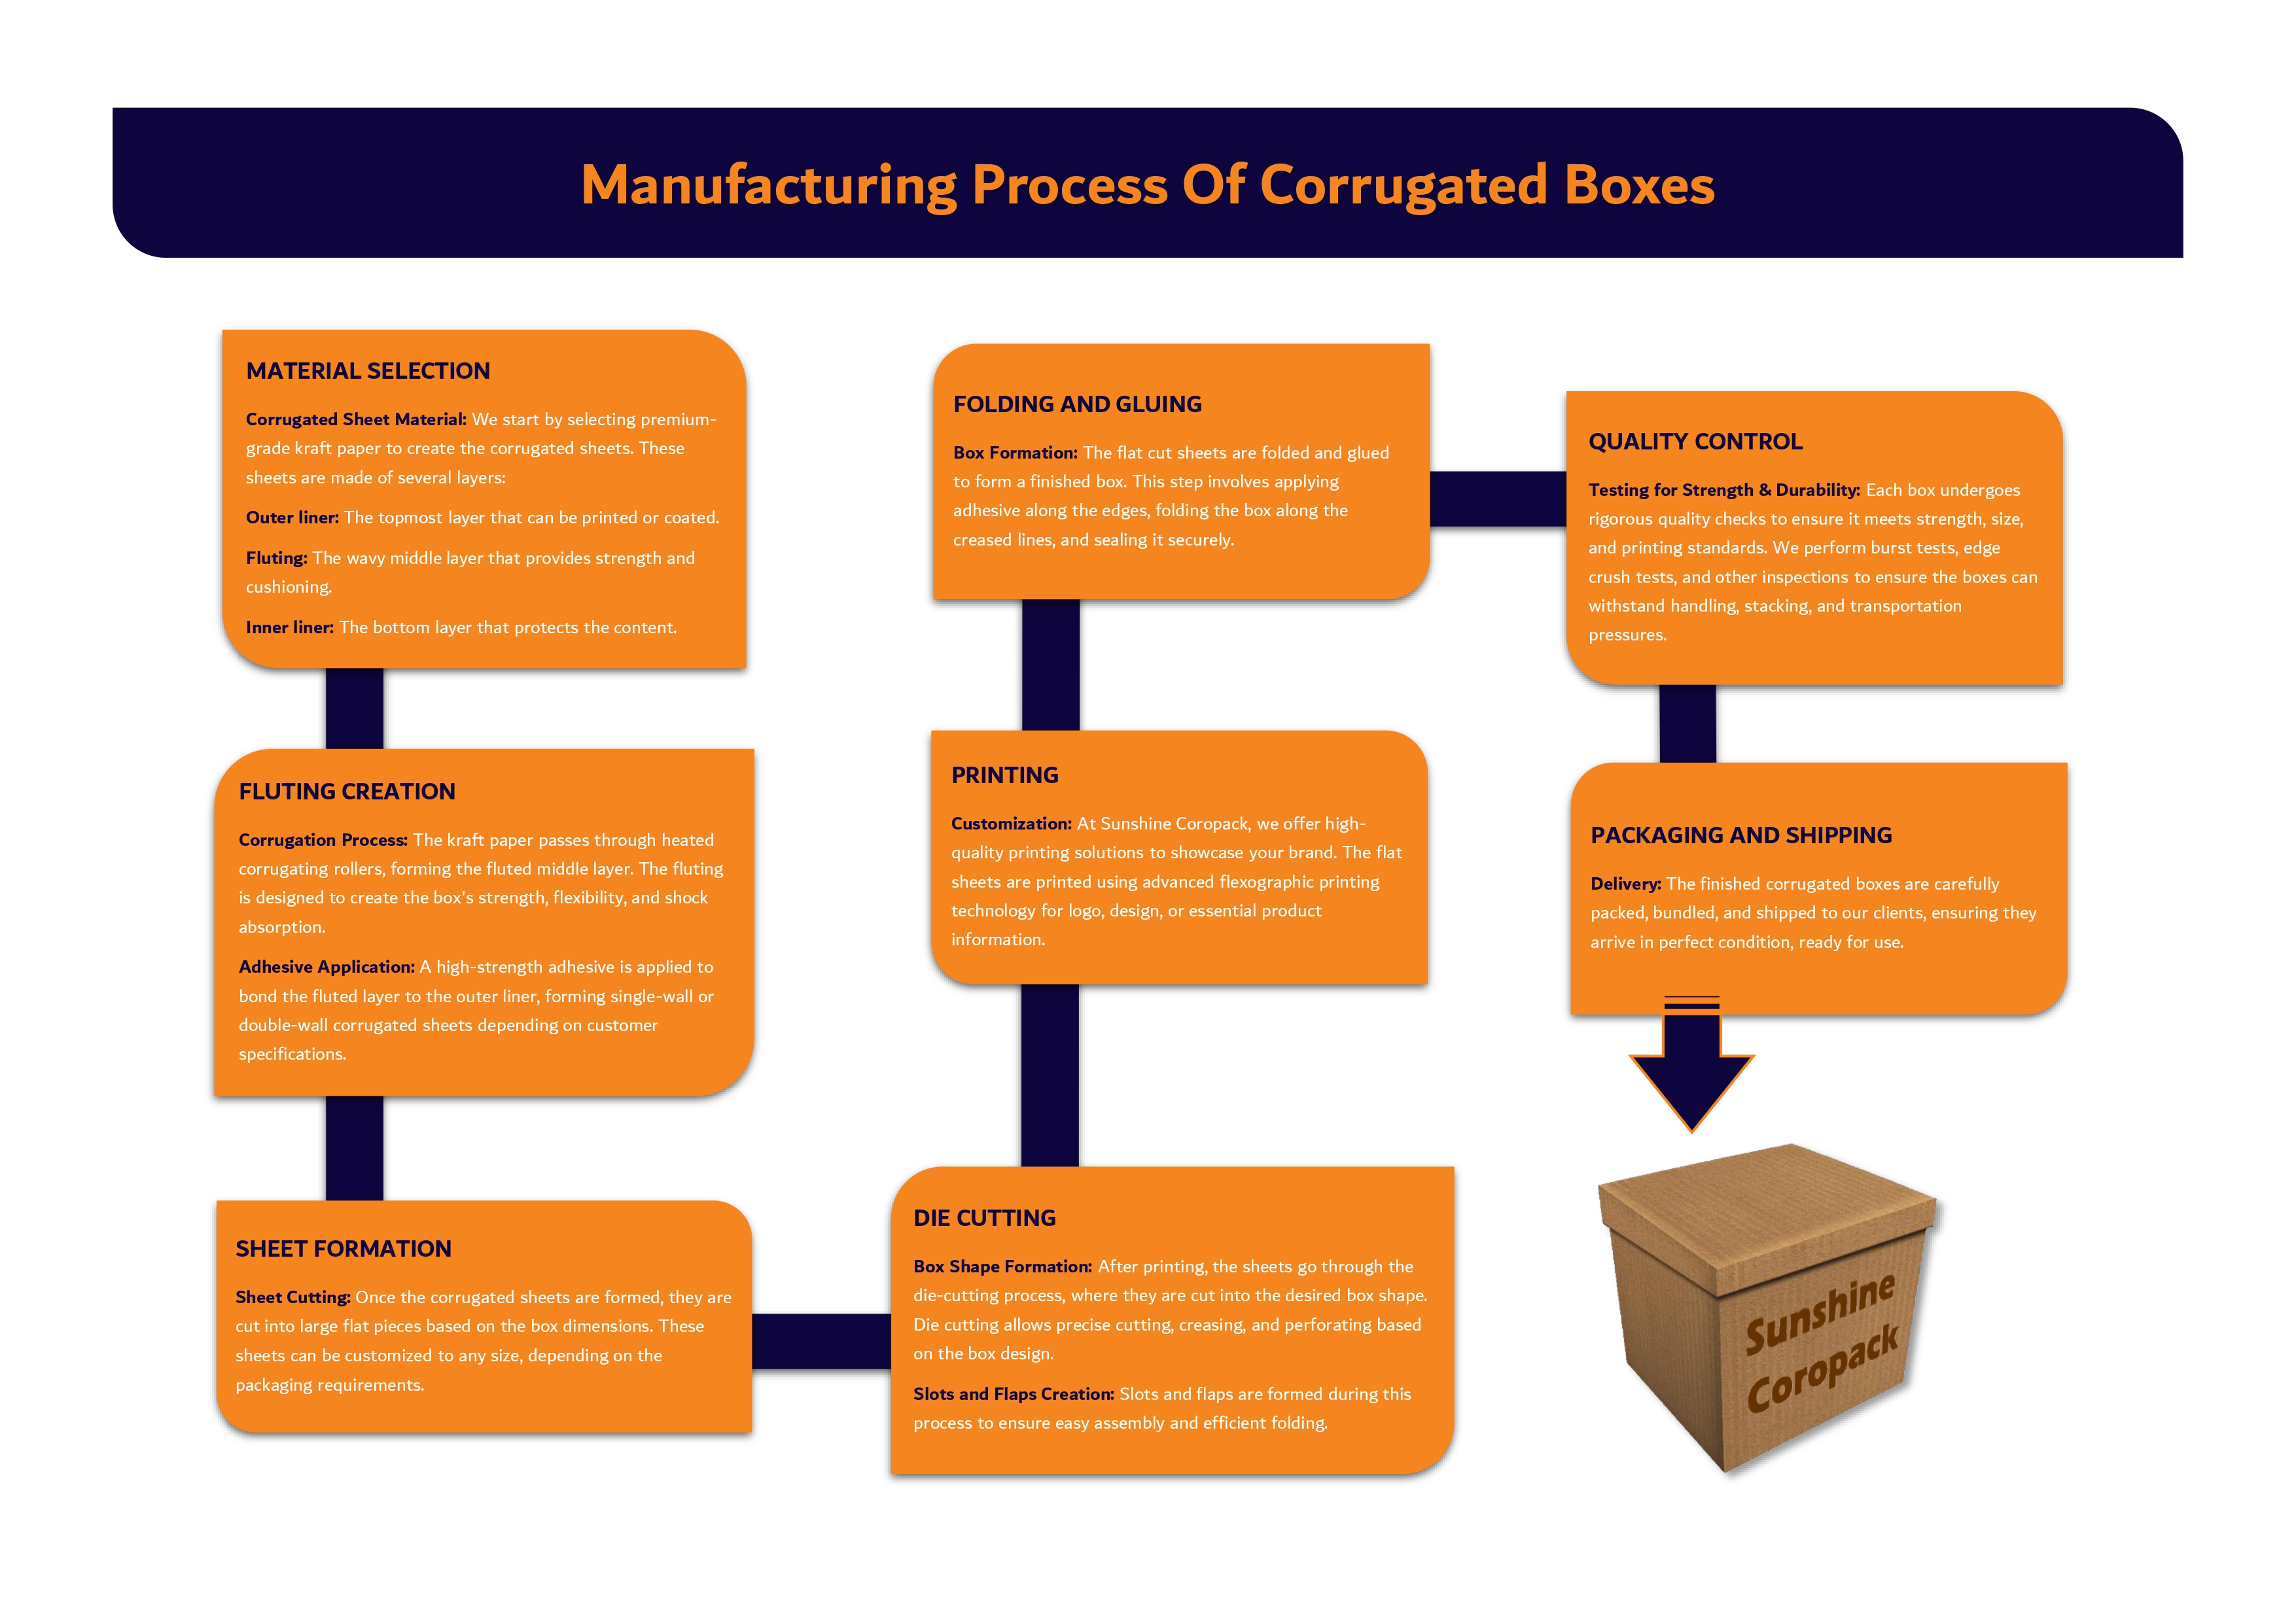 Manufacturing Process Of Corrugated Boxes
MATERIAL SELECTION
Corrugated Sheet Material: We start by selecting premium-
grade kraft paper to create the corrugated sheets. These
sheets are made of several layers:
Outer liner: The topmost layer that can be printed or coated.
Fluting: The wavy middle layer that provides strength and
cushioning.
Inner liner: The bottom layer that protects the content.
FLUTING CREATION
Corrugation Process: The kraft paper passes through heated
corrugating rollers, forming the fluted middle layer. The fluting
is designed to create the box's strength, flexibility, and shock
absorption.
Adhesive Application: A high-strength adhesive is applied to
bond the fluted layer to the outer liner, forming single-wall or
double-wall corrugated sheets depending on customer
specifications.
SHEET FORMATION
Sheet Cutting: Once the corrugated sheets are formed, they are
cut into large flat pieces based on the box dimensions. These
sheets can be customized to any size, depending on the
packaging requirements.
DIE CUTTING
Box Shape Formation: After printing, the sheets go through the
die-cutting process, where they are cut into the desired box shape.
Die cutting allows precise cutting, creasing, and perforating based
on the box design.
Slots and Flaps Creation: Slots and flaps are formed during this
process to ensure easy assembly and efficient folding.
PRINTING
Customization: At Sunshine Coropack, we offer high-
quality printing solutions to showcase your brand. The flat
sheets are printed using advanced flexographic printing
technology for logo, design, or essential product
information.
FOLDING AND GLUING
Box Formation: The flat cut sheets are folded and glued
to form a finished box. This step involves applying
adhesive along the edges, folding the box along the
creased lines, and sealing it securely.
QUALITY CONTROL
Testing for Strength & Durability: Each box undergoes
rigorous quality checks to ensure it meets strength, size,
and printing standards. We perform burst tests, edge
crush tests, and other inspections to ensure the boxes can
withstand handling, stacking, and transportation
pressures.
PACKAGING AND SHIPPING
Delivery: The finished corrugated boxes are carefully
packed, bundled, and shipped to our clients, ensuring they
arrive in perfect condition, ready for use.
Sunshine
Coropack